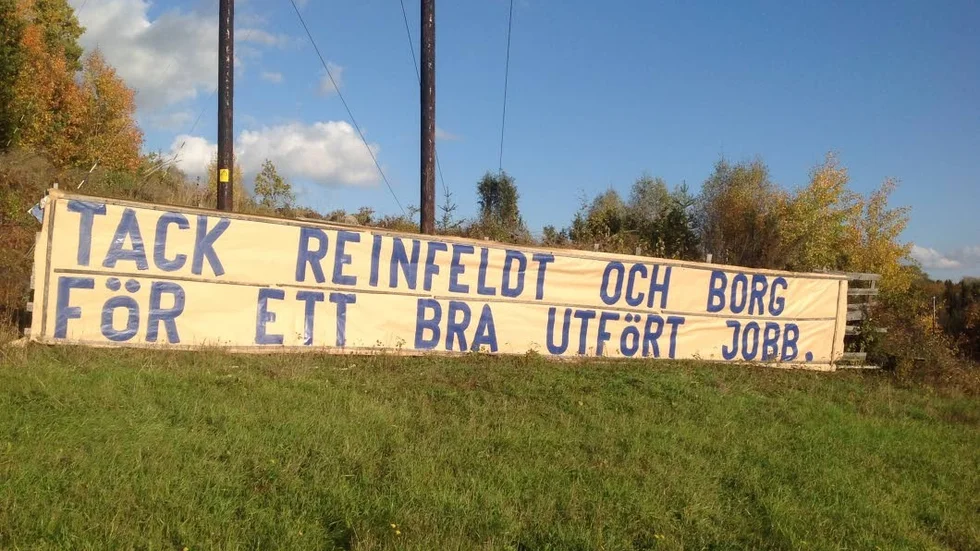 TACK REINFELDT OCH BORG
FÖR ETT BRA UTFÖRT JOBB.